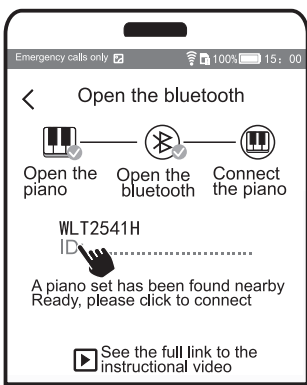 Emergency calls only 100% 15：00
Open the bluetooth
Open the piano
Open the bluetooth
Connect the piano
WLT2541H
ID
A piano set has been found nearby
Ready, please click to connect
See the full link to the
instructional video